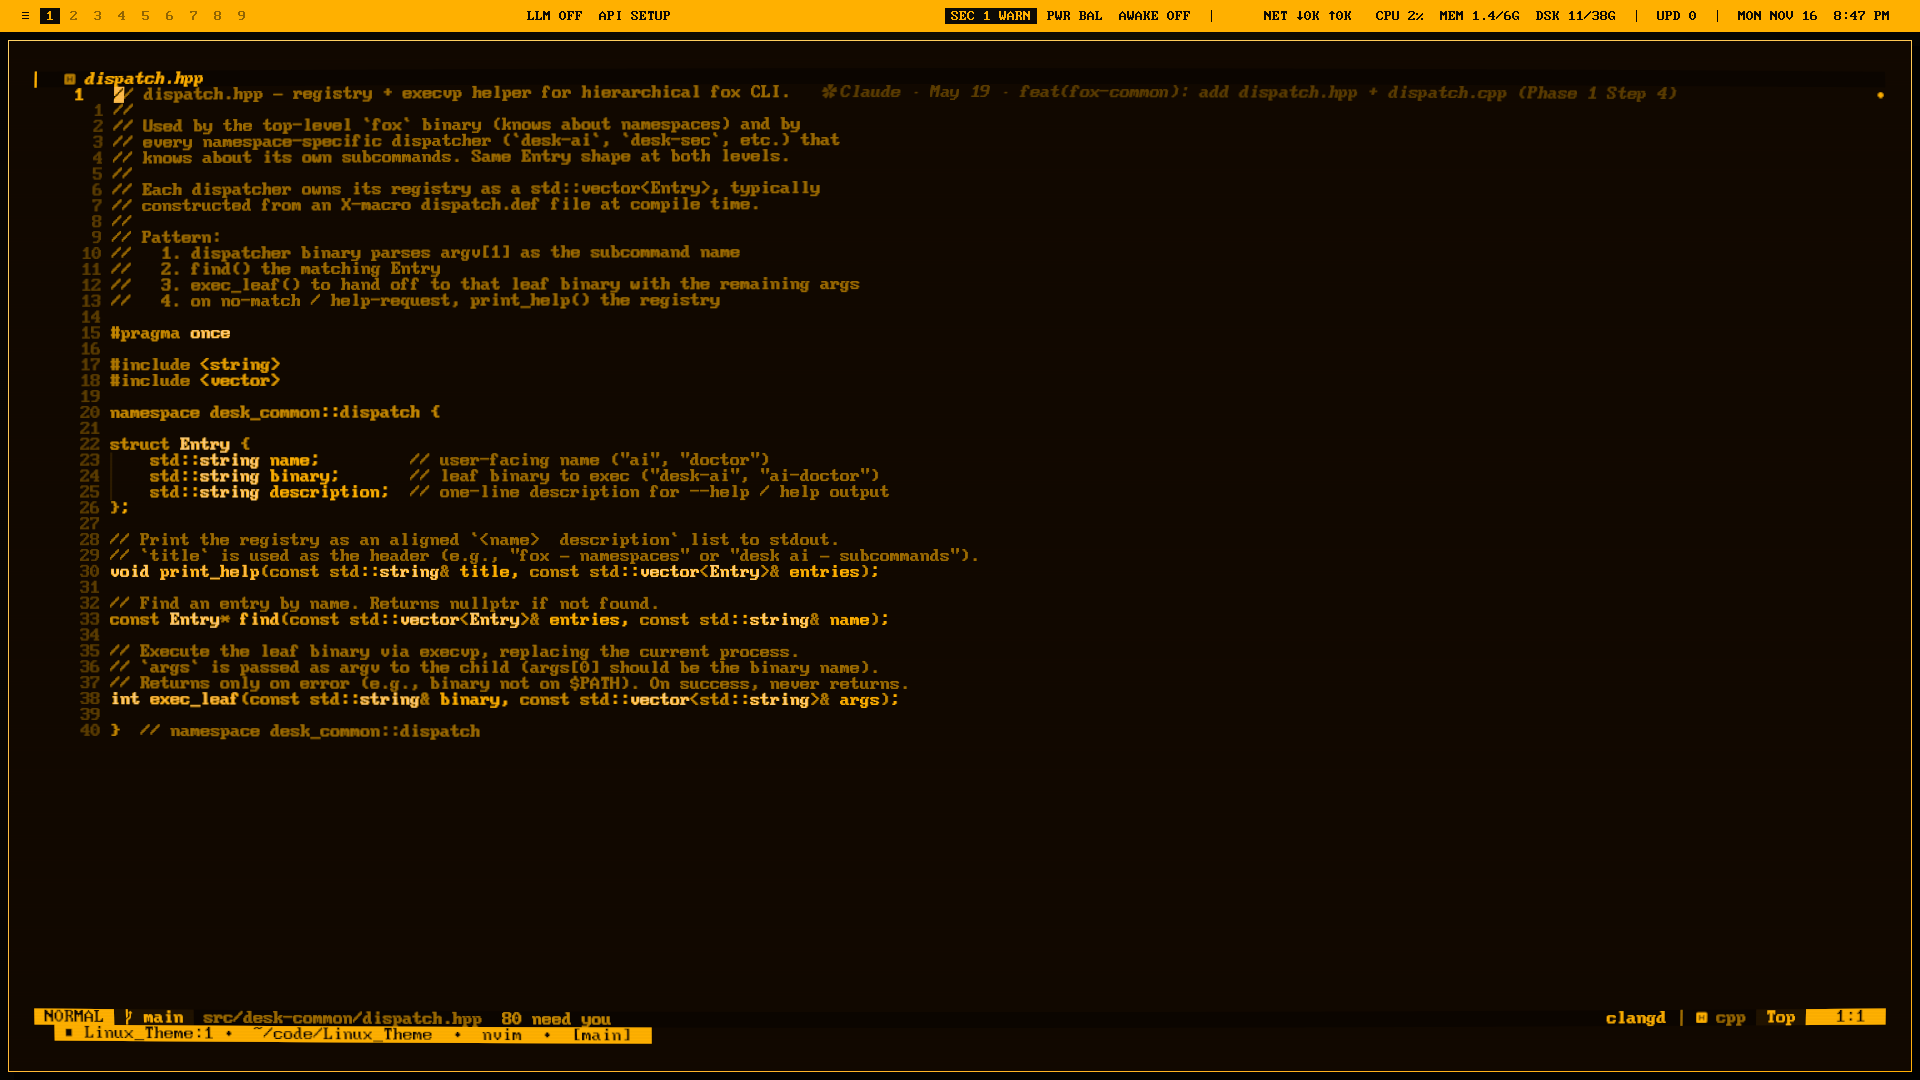 ≡ 1 2 3 4 5 6 7 8 9 LLM OFF API SETUP SEC 1 WARN PWR BAL AWAKE OFF | NET ↓0K ↑0K CPU 2% MEM 1.4/6G DSK 11/38G | UPD 0 | MON NOV 16 8:47 PM
dispatch.hpp
1 // dispatch.hpp — registry + execvp helper for hierarchical fox CLI. Claude · May 19 · feat(fox-common): add dispatch.hpp + dispatch.cpp (Phase 1 Step 4)
1 //
2 // Used by the top-level `fox` binary (knows about namespaces) and by
3 // every namespace-specific dispatcher (`desk-ai`, `desk-sec`, etc.) that
4 // knows about its own subcommands. Same Entry shape at both levels.
5 //
6 // Each dispatcher owns its registry as a std::vector<Entry>, typically
7 // constructed from an X-macro dispatch.def file at compile time.
8 //
9 // Pattern:
10 //   1. dispatcher binary parses argv[1] as the subcommand name
11 //   2. find() the matching Entry
12 //   3. exec_leaf() to hand off to that leaf binary with the remaining args
13 //   4. on no-match / help-request, print_help() the registry
14
15 #pragma once
16
17 #include <string>
18 #include <vector>
19
20 namespace desk_common::dispatch {
21
22 struct Entry {
23     std::string name;         // user-facing name ("ai", "doctor")
24     std::string binary;       // leaf binary to exec ("desk-ai", "ai-doctor")
25     std::string description;  // one-line description for --help / help output
26 };
27
28 // Print the registry as an aligned `<name>  description` list to stdout.
29 // `title` is used as the header (e.g., "fox — namespaces" or "desk ai — subcommands").
30 void print_help(const std::string& title, const std::vector<Entry>& entries);
31
32 // Find an entry by name. Returns nullptr if not found.
33 const Entry* find(const std::vector<Entry>& entries, const std::string& name);
34
35 // Execute the leaf binary via execvp, replacing the current process.
36 // `args` is passed as argv to the child (args[0] should be the binary name).
37 // Returns only on error (e.g., binary not on $PATH). On success, never returns.
38 int exec_leaf(const std::string& binary, const std::vector<std::string>& args);
39
40 }  // namespace desk_common::dispatch
NORMAL main src/desk-common/dispatch.hpp 80 need you clangd | cpp Top 1:1
Linux_Theme:1 • ~/code/Linux_Theme • nvim • [main]